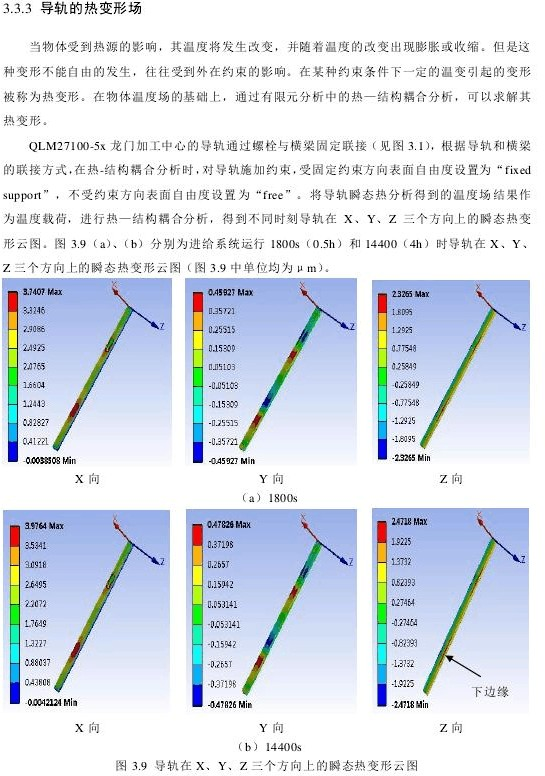 3.3.3 导轨的热变形场
当物体受到热源的影响，其温度将发生改变，并随着温度的改变出现膨胀或收缩。但是这
种变形不能自由的发生，往往受到外在约束的影响。在某种约束条件下一定的温变引起的变形
被称为热变形。在物体温度场的基础上，通过有限元分析中的热—结构耦合分析，可以求解其
热变形。
QLM27100-5x 龙门加工中心的导轨通过螺栓与横梁固定联接（见图 3.1），根据导轨和横梁
的联接方式，在热-结构耦合分析时，对导轨施加约束，受固定约束方向表面自由度设置为“fixed
support”，不受约束方向表面自由度设置为“free”。将导轨瞬态热分析得到的温度场结果作
为温度载荷，进行热—结构耦合分析，得到不同时刻导轨在 X、Y、Z 三个方向上的瞬态热变
形云图。图 3.9（a）、（b）分别为进给系统运行 1800s（0.5h）和 14400（4h）时导轨在 X、Y、
Z 三个方向上的瞬态热变形云图（图 3.9 中单位均为 μm）。
3.7407 Max
3.3246
2.9086
2.4925
2.0765
1.6604
1.2443
0.82827
0.41221
-0.0038508 Min
X
Z
0.45927 Max
0.35721
0.25515
0.15309
0.05103
-0.05103
-0.15309
-0.25515
-0.35721
-0.45927 Min
X
Z
2.3265 Max
1.8095
1.2925
0.77548
0.25849
-0.25849
-0.77548
-1.2925
-1.8095
-2.3265 Min
X
Z
X 向 Y 向 Z 向
（a）1800s
3.9764 Max
3.5341
3.0918
2.6495
2.2072
1.7649
1.3227
0.88037
0.43808
-0.0042124 Min
X
Z
0.47826 Max
0.37198
0.2657
0.15942
0.053141
-0.053141
-0.15942
-0.2657
-0.37198
-0.47826 Min
X
Z
2.4718 Max
1.9225
1.3732
0.82393
0.27464
-0.27464
-0.82393
-1.3732
-1.9225
-2.4718 Min
X
Z
下边缘
X 向 Y 向 Z 向
（b）14400s
图 3.9 导轨在 X、Y、Z 三个方向上的瞬态热变形云图